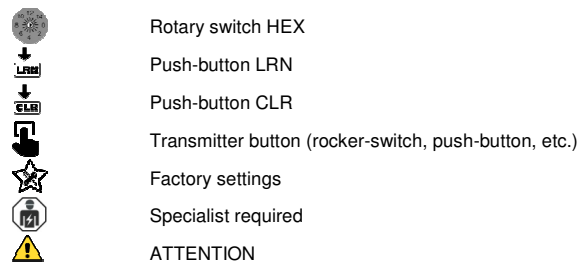 Rotary switch HEX
LRN
Push-button LRN
CLR
Push-button CLR
Transmitter button (rocker-switch, push-button, etc.)
Factory settings
Specialist required
ATTENTION